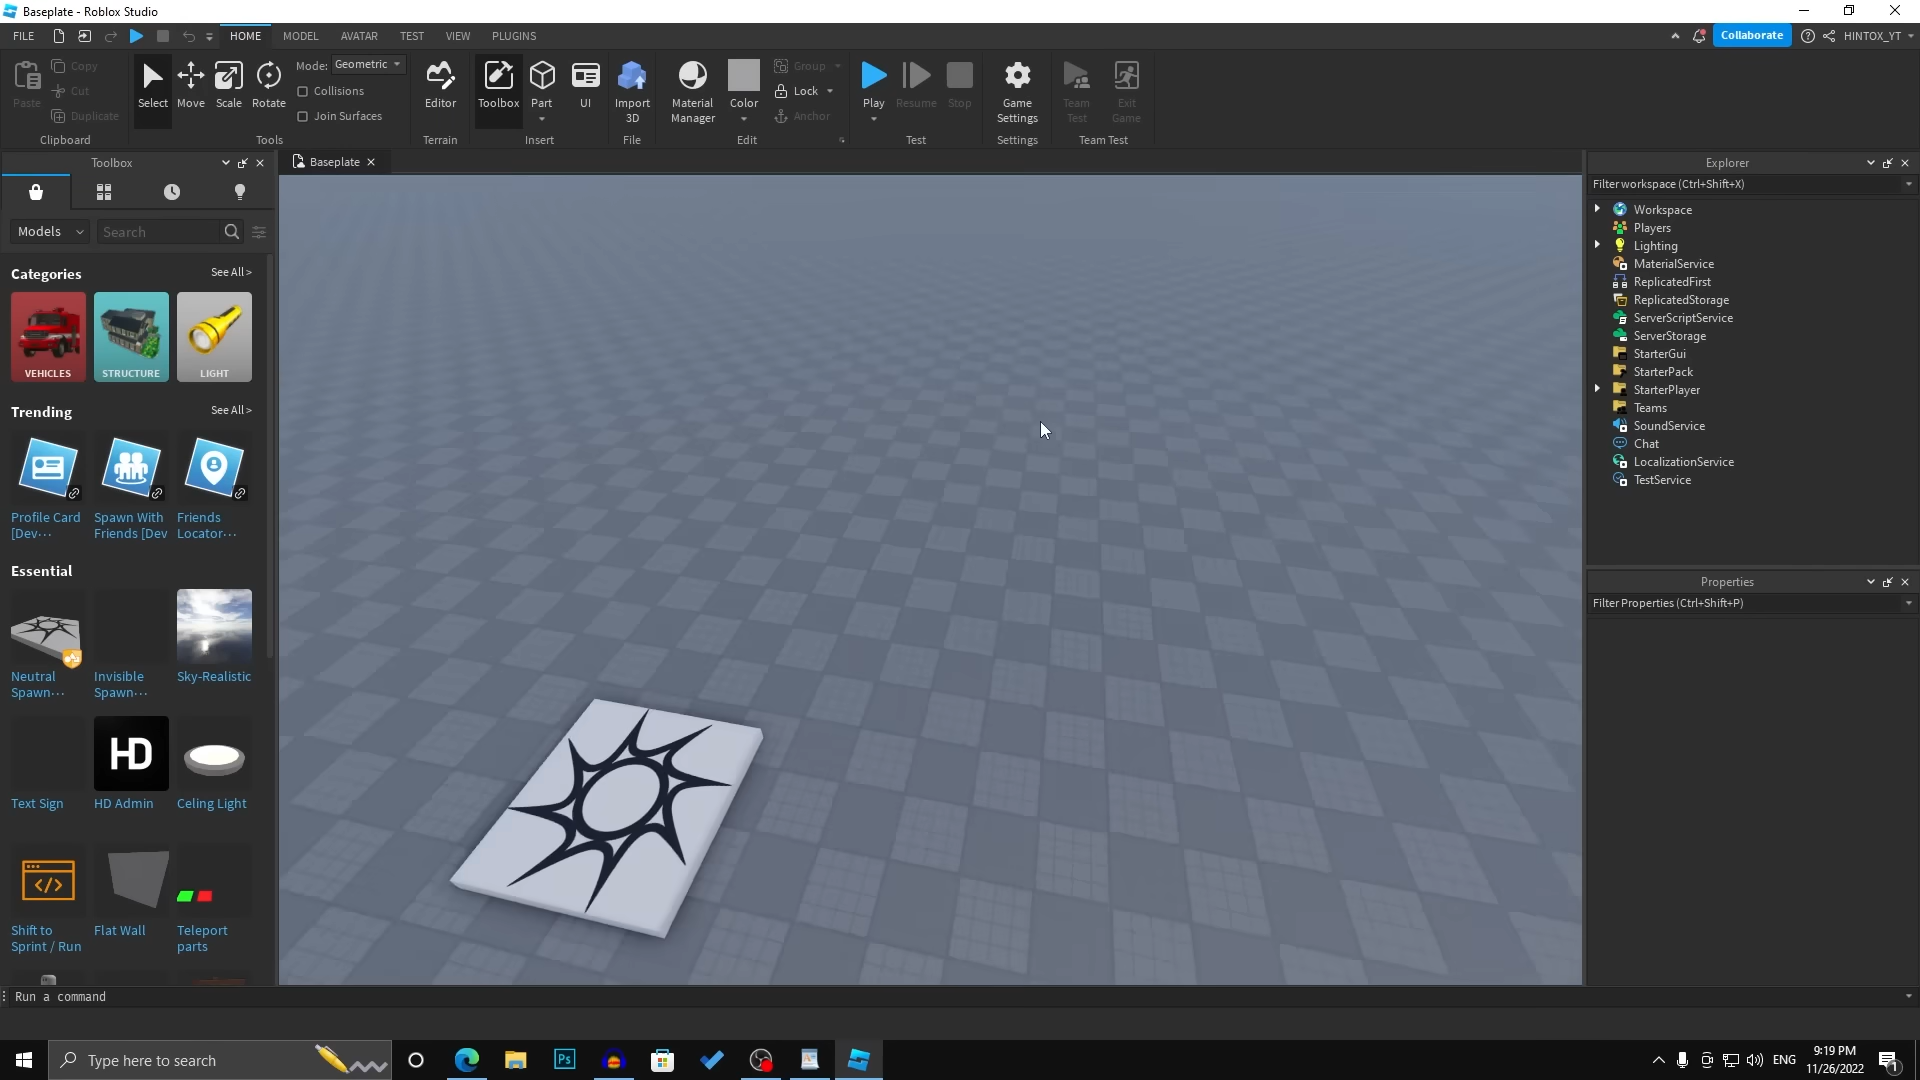 Baseplate - Roblox Studio
FILE HOME MODEL AVATAR TEST VIEW PLUGINS Collaborate HINTOX_YT
Paste
Copy
Cut
Duplicate
Clipboard
Select Move Scale Rotate
Mode: Geometric
Collisions
Join Surfaces
Tools
Editor
Terrain
Toolbox Part UI
Insert
Import
3D
File
Material
Manager
Color
Group
Lock
Anchor
Edit
Play Resume Stop
Test
Game
Settings
Settings
Team
Test
Exit
Game
Team Test
Toolbox
Models Search
Categories See All >
VEHICLES STRUCTURE LIGHT
Trending See All >
Profile Card
[Dev···
Spawn With
Friends [Dev
Friends
Locator···
Essential
Neutral
Spawn···
Invisible
Spawn···
Sky-Realistic
HD
Text Sign HD Admin Celing Light
</>
Shift to
Sprint / Run
Flat Wall
Teleport
parts
Baseplate
Explorer
Filter workspace (Ctrl+Shift+X)
Workspace
Players
Lighting
MaterialService
ReplicatedFirst
ReplicatedStorage
ServerScriptService
ServerStorage
StarterGui
StarterPack
StarterPlayer
Teams
SoundService
Chat
LocalizationService
TestService
Properties
Filter Properties (Ctrl+Shift+P)
Run a command
Type here to search
Ps
ENG
9:19 PM
11/26/2022
1